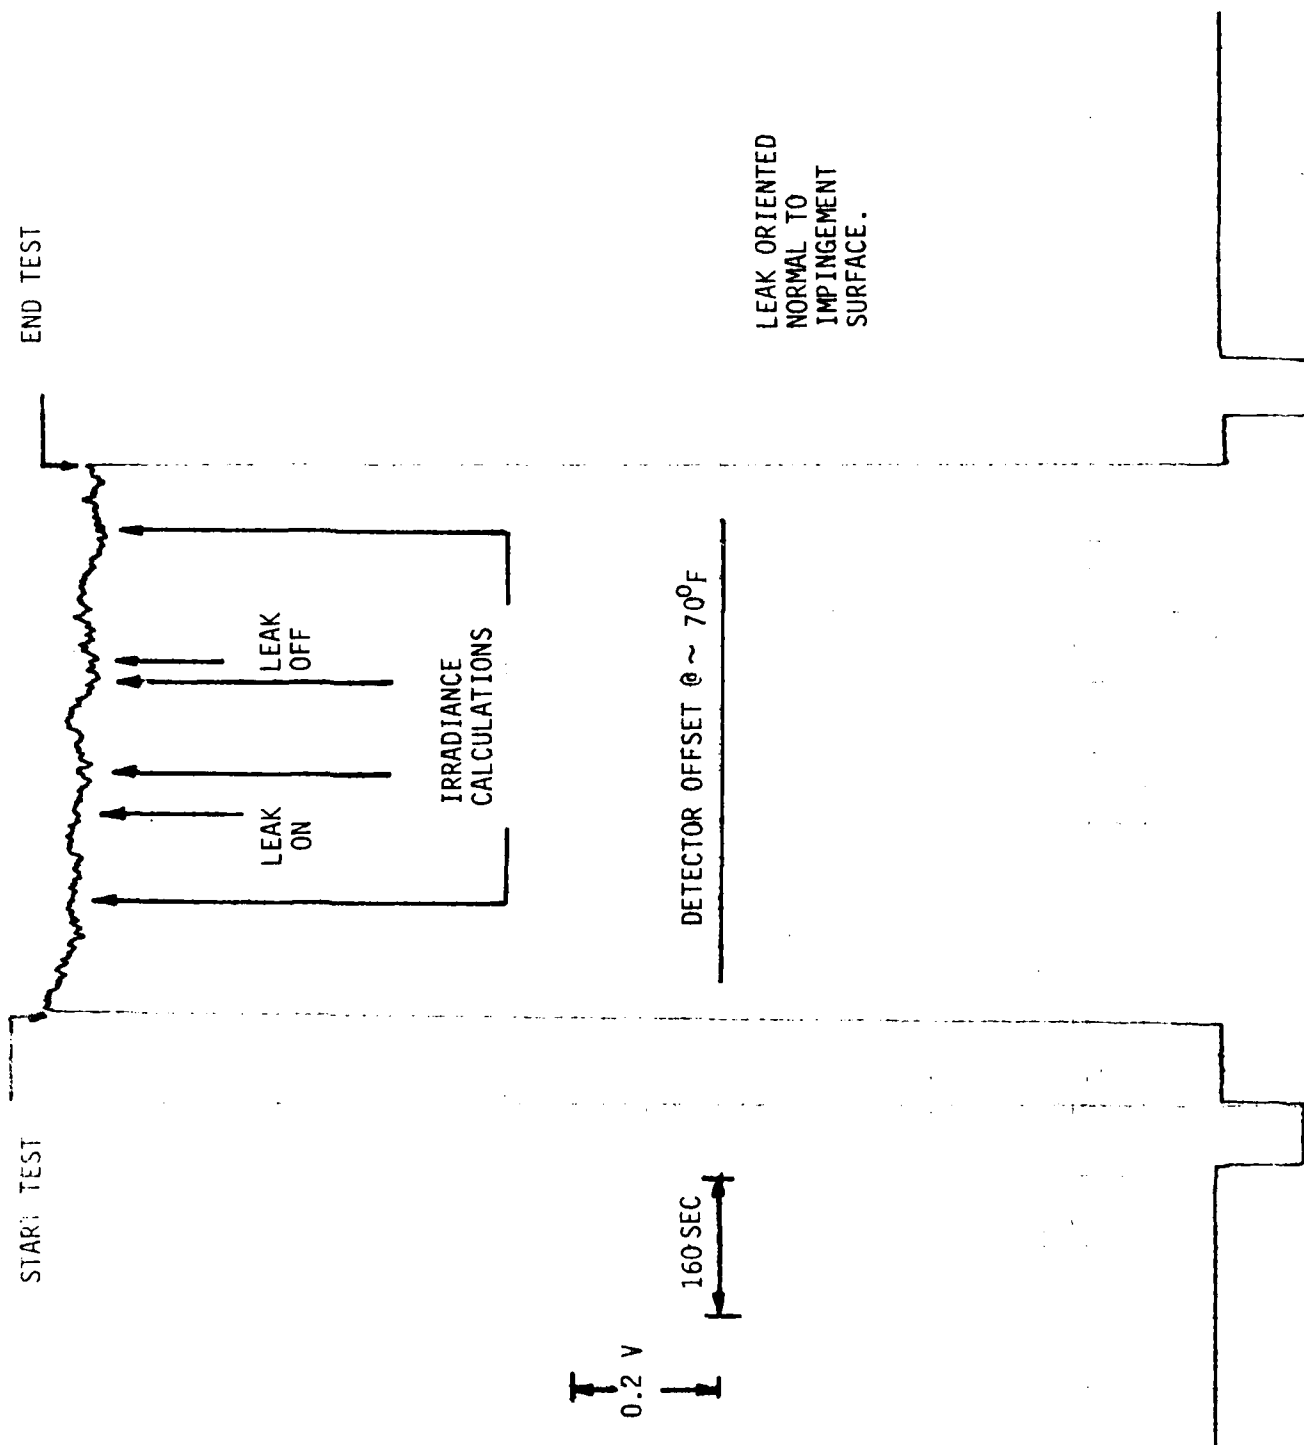 START TEST
END TEST
LEAK
ON
LEAK
OFF
IRRADIANCE
CALCULATIONS
DETECTOR OFFSET @ ~ 70°F
LEAK ORIENTED
NORMAL TO
IMPINGEMENT
SURFACE.
0.2 V
160 SEC